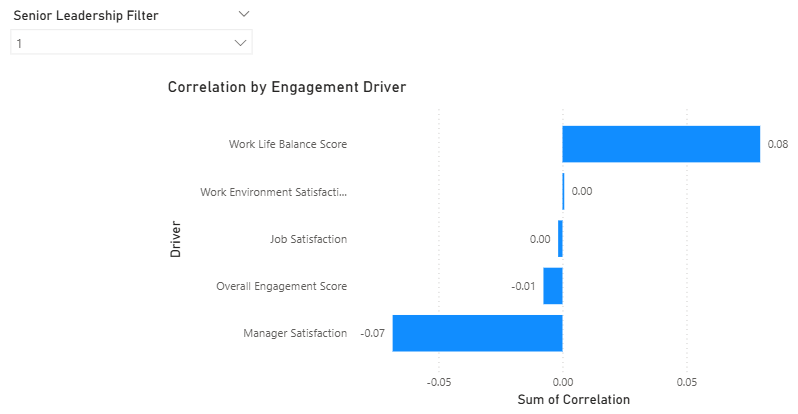 Senior Leadership Filter
1
Correlation by Engagement Driver
Work Life Balance Score
0.08
Work Environment Satisfacti...
0.00
Job Satisfaction
0.00
Overall Engagement Score
-0.01
Manager Satisfaction
-0.07
Driver
-0.05
0.00
0.05
Sum of Correlation